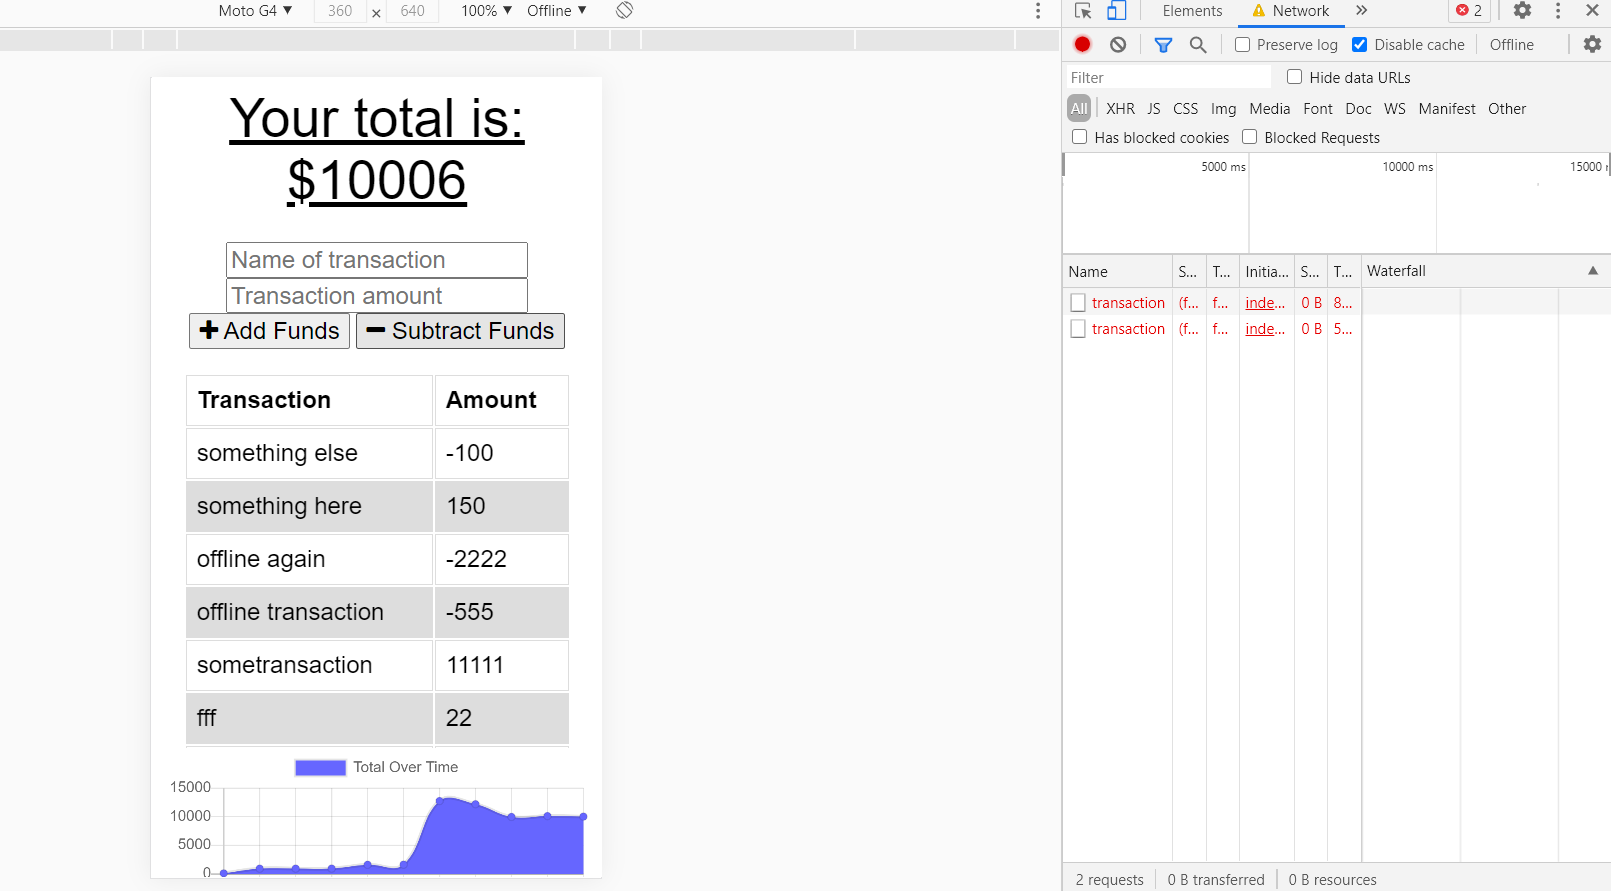 Moto G4 ▼ 360 × 640 100% ▼ Offline ▼
Your total is:
$10006
Name of transaction
Transaction amount
Add Funds
Subtract Funds
Transaction Amount
something else -100
something here 150
offline again -2222
offline transaction -555
sometransaction 11111
fff 22
Total Over Time
15000
10000
5000
0
Elements Network » 2
Preserve log Disable cache Offline
Filter Hide data URLs
All XHR JS CSS Img Media Font Doc WS Manifest Other
Has blocked cookies Blocked Requests
5000 ms 10000 ms 15000
Name S... T... Initia... S... T... Waterfall
transaction (f... f... inde... 0 B 8...
transaction (f... f... inde... 0 B 5...
2 requests 0 B transferred 0 B resources